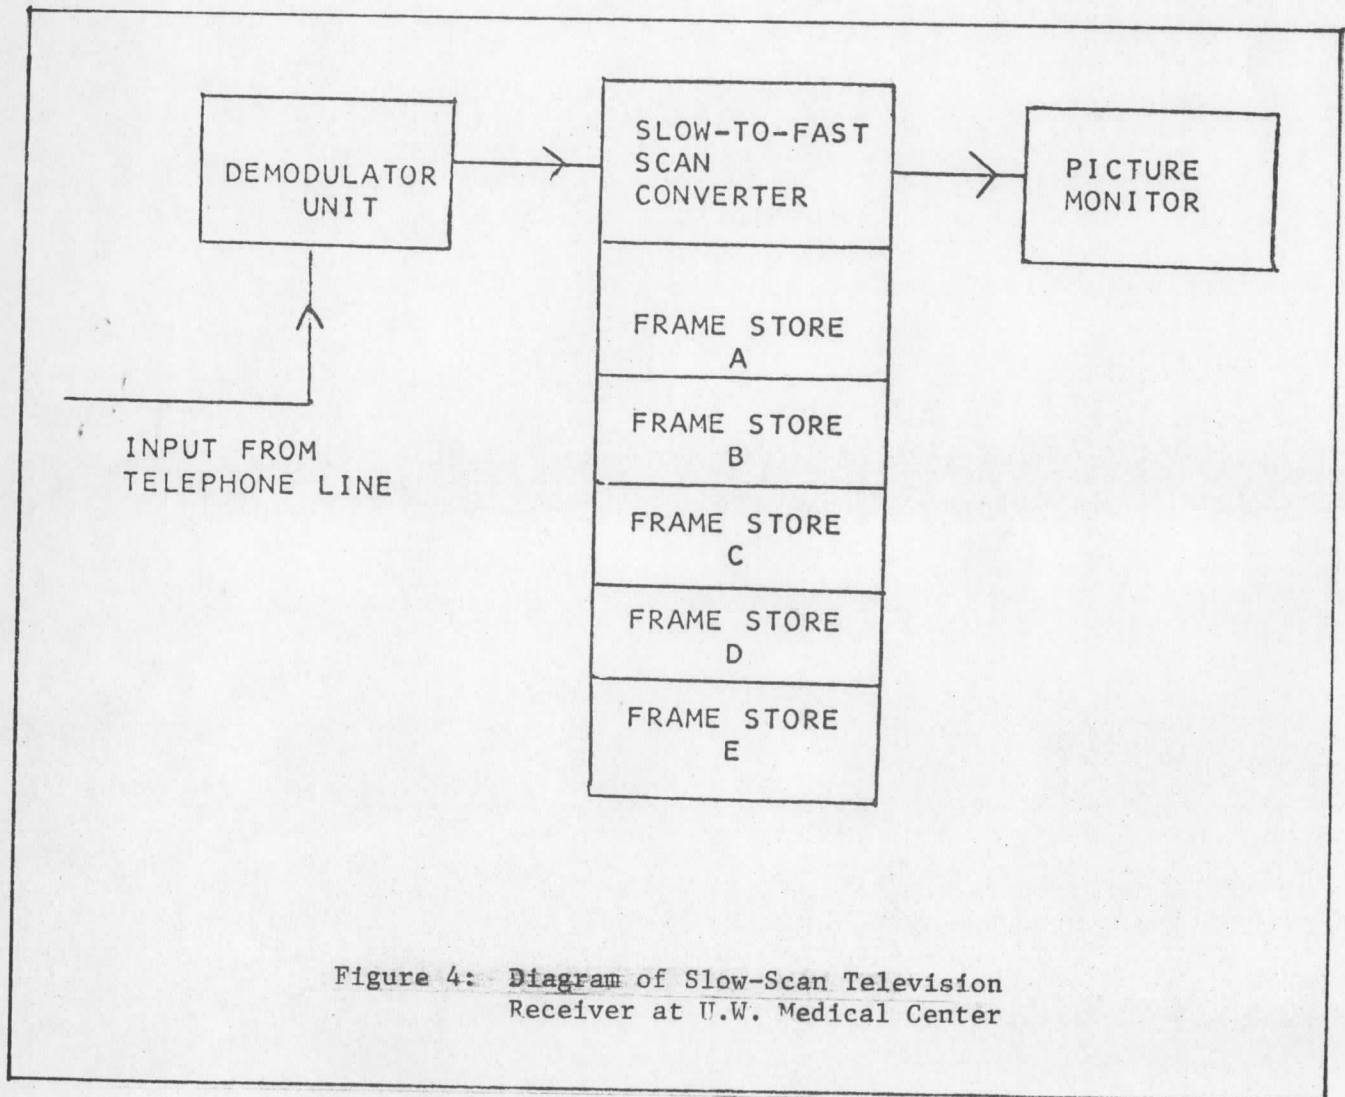 DEMODULATOR
UNIT
SLOW-TO-FAST
SCAN
CONVERTER
PICTURE
MONITOR
INPUT FROM
TELEPHONE LINE
FRAME STORE
A
FRAME STORE
B
FRAME STORE
C
FRAME STORE
D
FRAME STORE
E
Figure 4: Diagram of Slow-Scan Television
Receiver at U.W. Medical Center